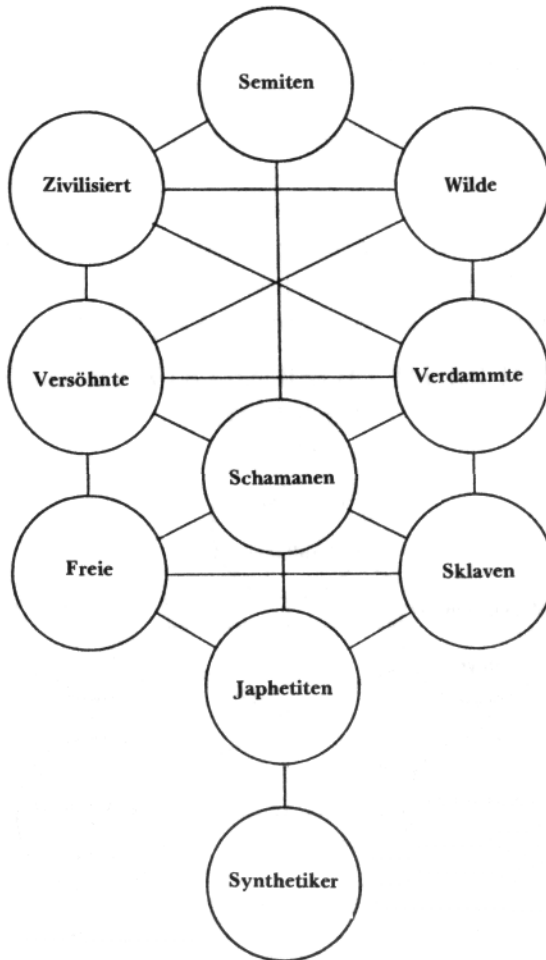 Semiten
Zivilisiert
Wilde
Versöhnte
Verdammte
Schamanen
Freie
Sklaven
Japhetiten
Synthetiker